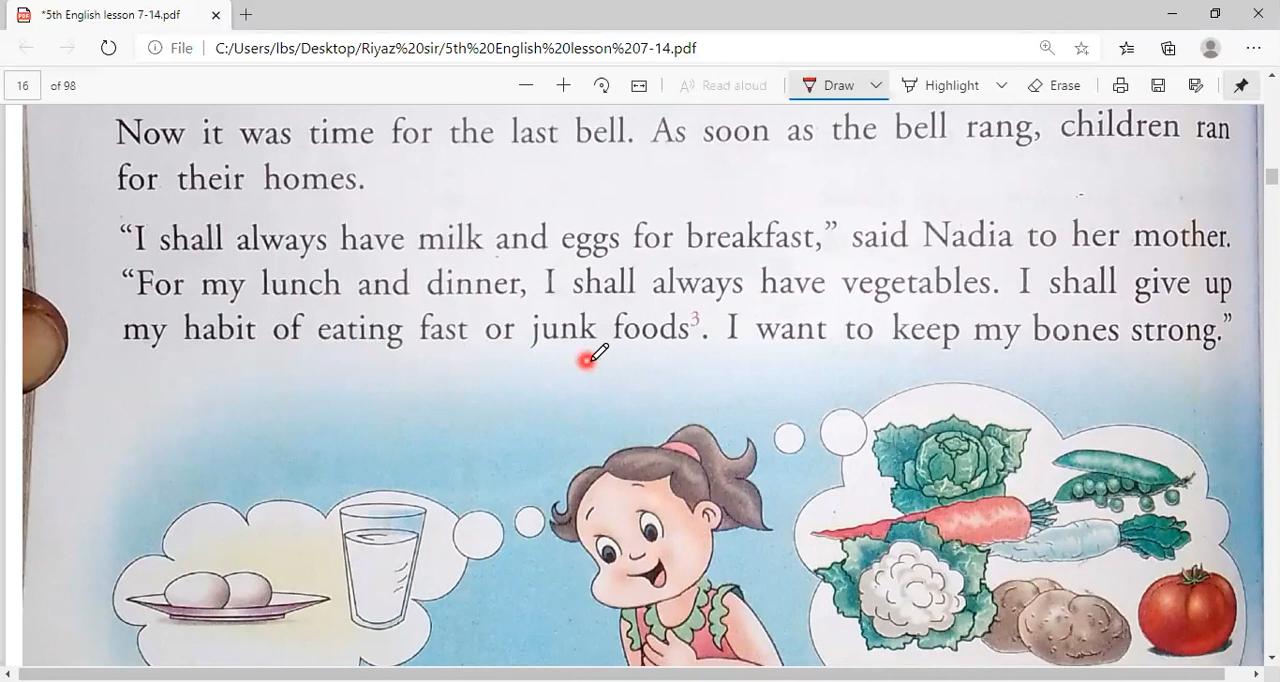 *5th English lesson 7-14.pdf
File C:/Users/lbs/Desktop/Riyaz%20sir/5th%20English%20lesson%207-14.pdf
16 of 98 Read aloud Draw Highlight Erase
Now it was time for the last bell. As soon as the bell rang, children ran
for their homes.
“I shall always have milk and eggs for breakfast,” said Nadia to her mother.
“For my lunch and dinner, I shall always have vegetables. I shall give up
my habit of eating fast or junk foods³. I want to keep my bones strong.”